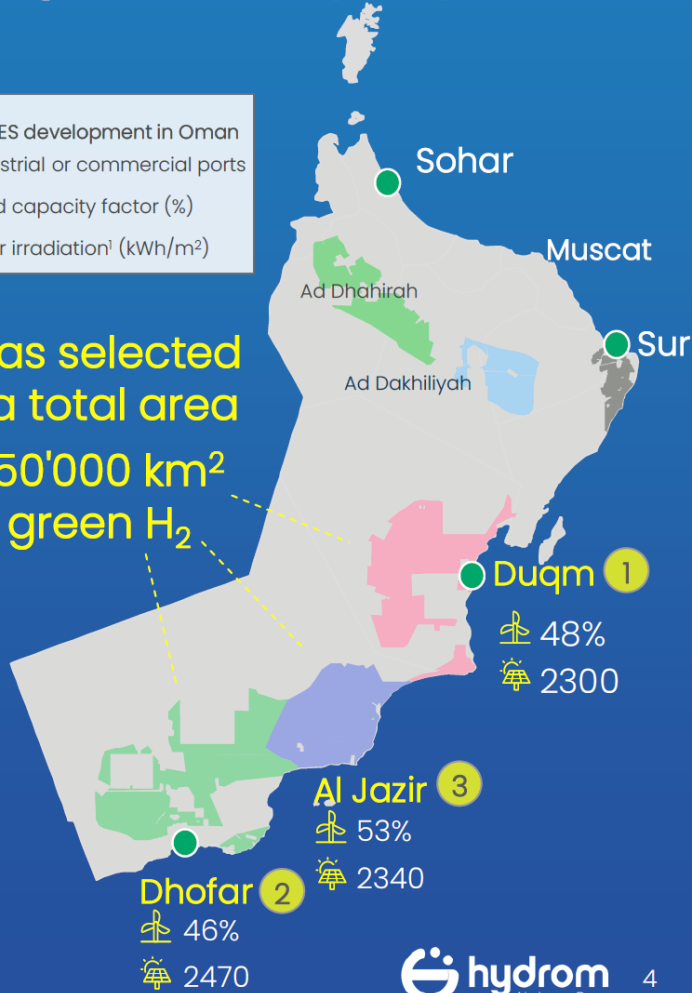 ES development in Oman
strial or commercial ports
d capacity factor (%)
r irradiation¹ (kWh/m²)
as selected
a total area
50'000 km²
green H₂
Sohar
Muscat
Ad Dhahirah
Sur
Ad Dakhiliyah
Duqm 1
48%
2300
Al Jazir 3
53%
2340
Dhofar 2
46%
2470
hydrom
4